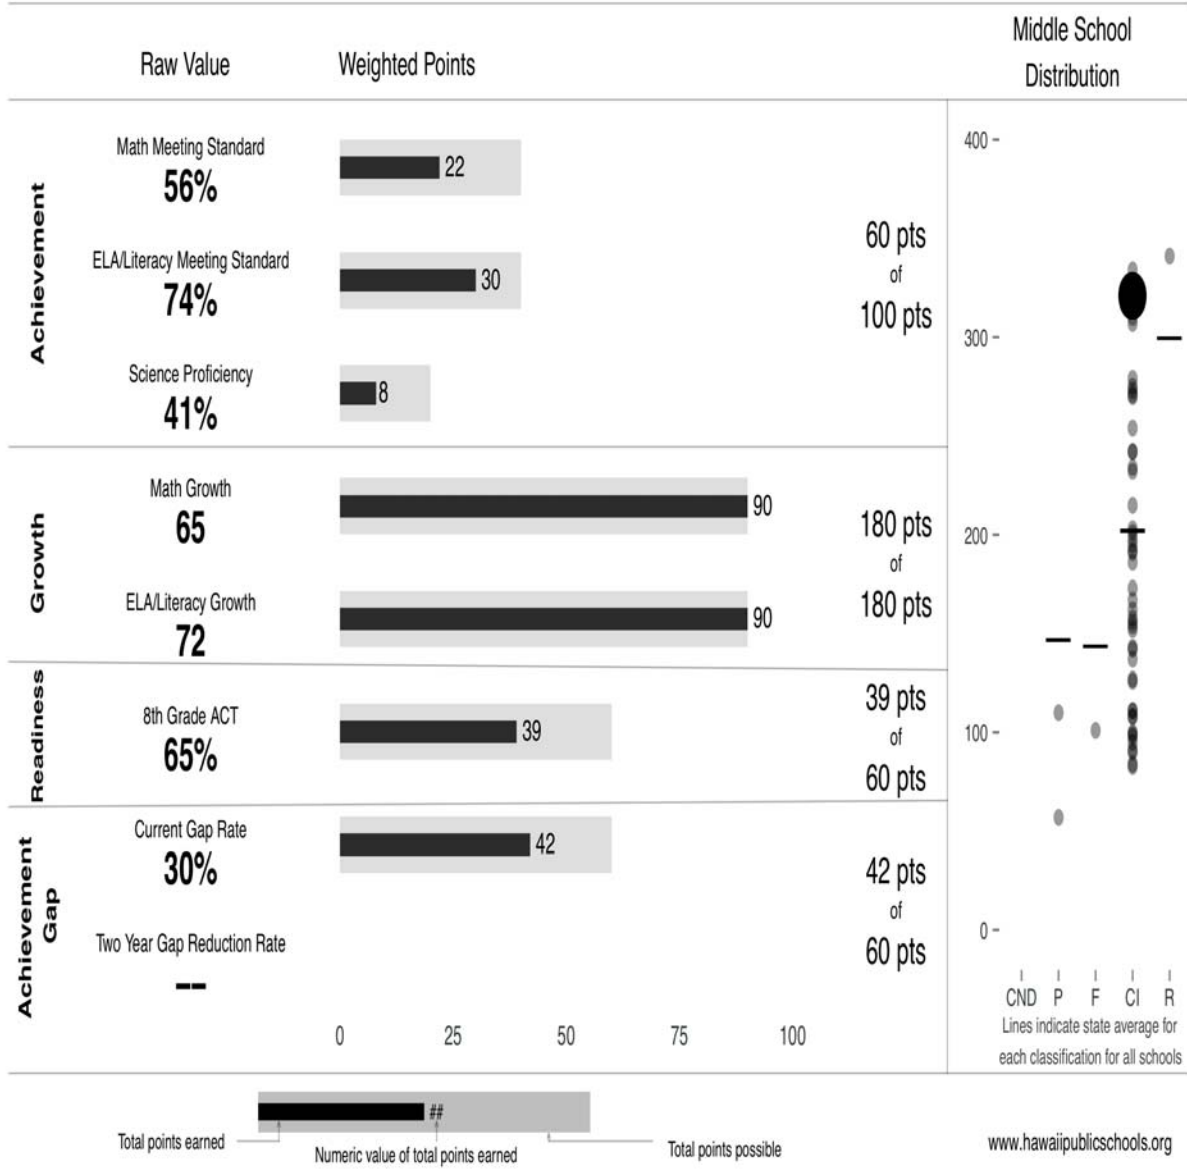 Middle School
Distribution
Raw Value
Weighted Points
Achievement
Math Meeting Standard
56%
22
ELA/Literacy Meeting Standard
74%
30
Science Proficiency
41%
8
60 pts
of
100 pts
Growth
Math Growth
65
90
ELA/Literacy Growth
72
90
180 pts
of
180 pts
Readiness
8th Grade ACT
65%
39
39 pts
of
60 pts
Achievement
Gap
Current Gap Rate
30%
42
Two Year Gap Reduction Rate
--
42 pts
of
60 pts
0 25 50 75 100
400
300
200
100
0
CND P F CI R
Lines indicate state average for
each classification for all schools
##
Total points earned
Numeric value of total points earned
Total points possible
www.hawaiipublicschools.org